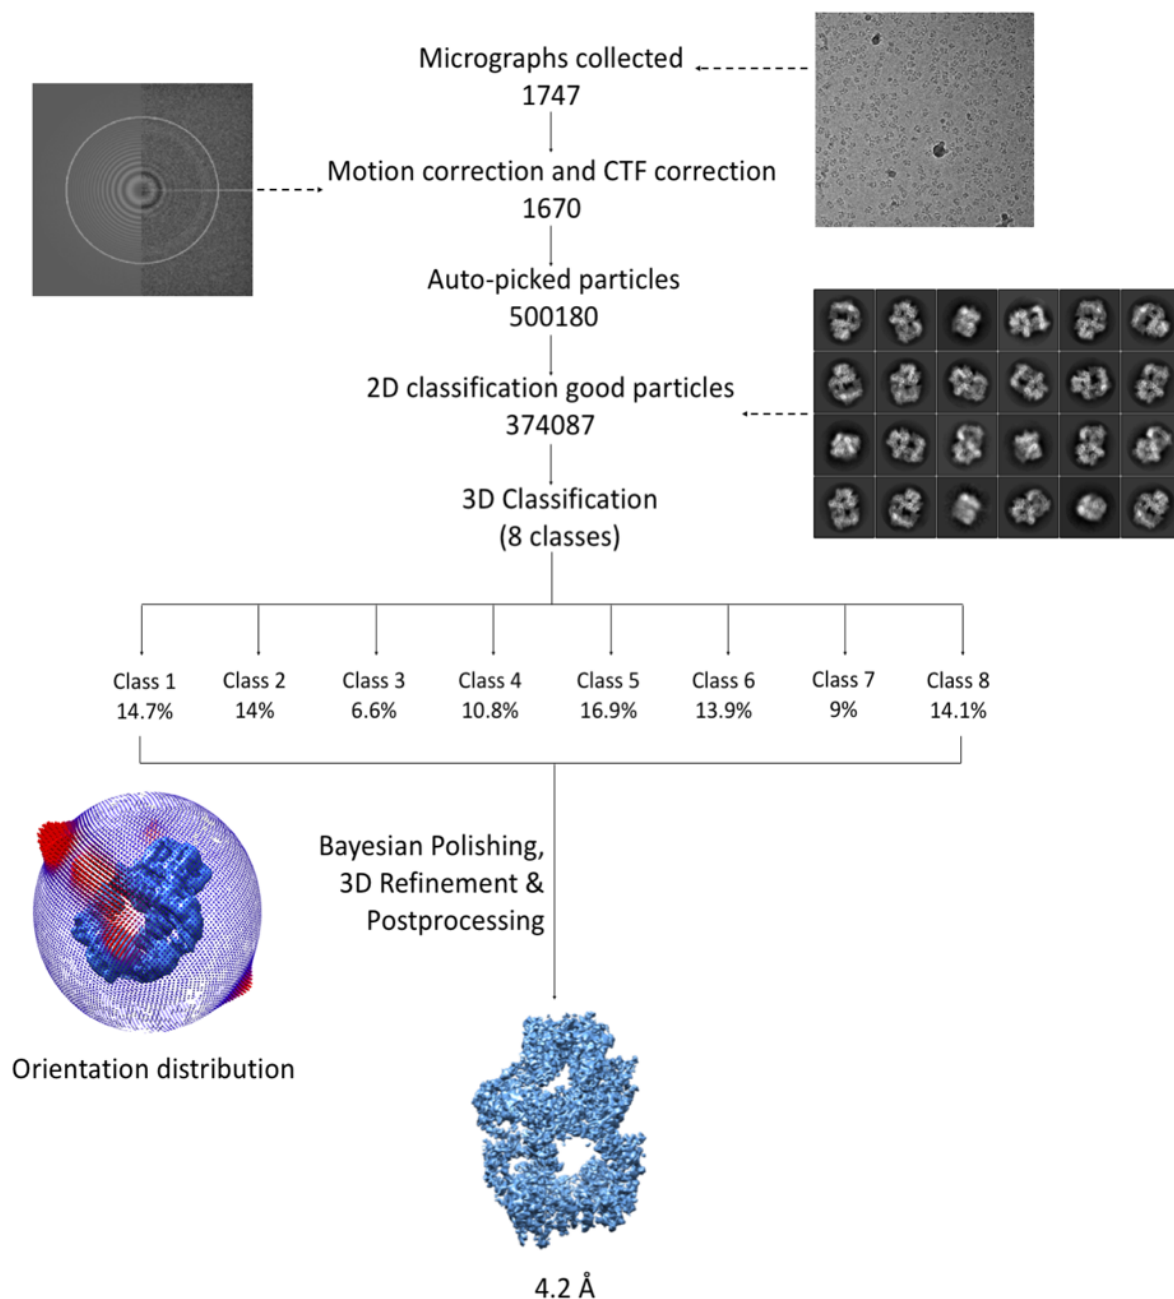 Micrographs collected
1747
Motion correction and CTF correction
1670
Auto-picked particles
500180
2D classification good particles
374087
3D Classification
(8 classes)
Class 1 Class 2 Class 3 Class 4 Class 5 Class 6 Class 7 Class 8
14.7% 14% 6.6% 10.8% 16.9% 13.9% 9% 14.1%
Bayesian Polishing,
3D Refinement &
Postprocessing
Orientation distribution
4.2 Å